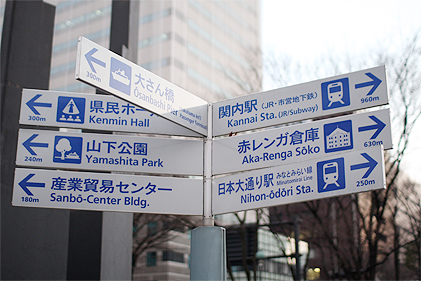 大さん橋
Ōsanbashi Pier
300m
県民ホール
Kenmin Hall
300m
山下公園
Yamashita Park
240m
産業貿易センター
Sanbō-Center Bldg.
180m
関内駅(JR・市営地下鉄)
Kannai Sta.(JR/Subway)
960m
赤レンガ倉庫
Aka-Renga Sōko
630m
日本大通り駅 みなとみらい線
Nihon-ōdōri Sta. Minatomirai Line
250m